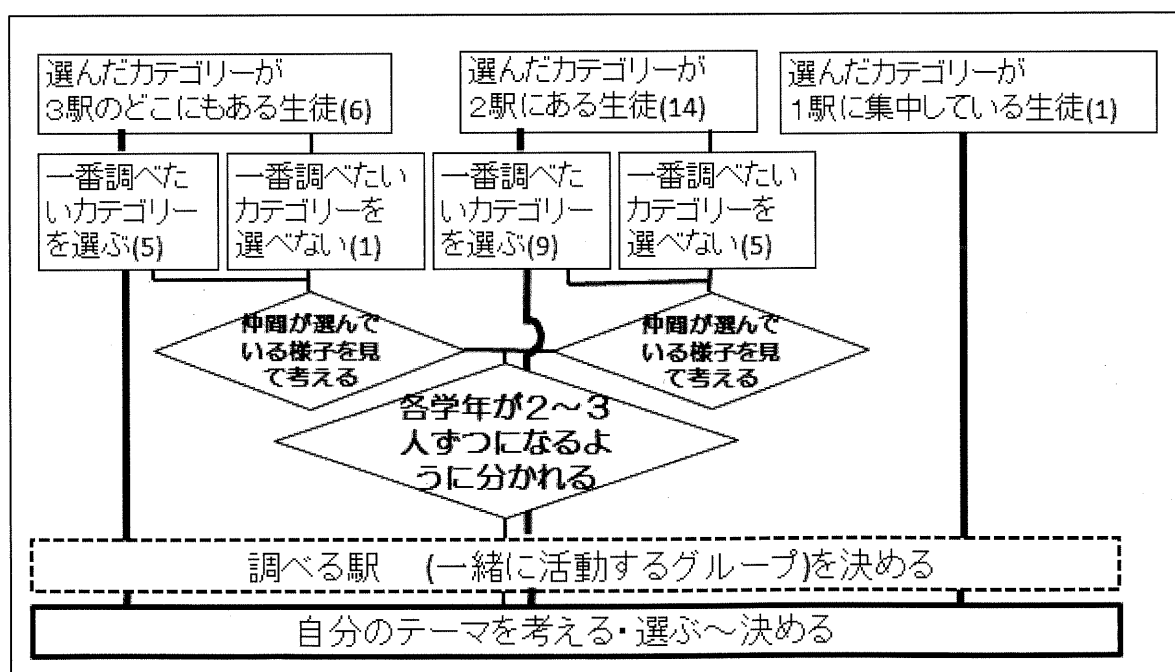 選んだカテゴリーが
3駅のどこにもある生徒(6)
選んだカテゴリーが
2駅にある生徒(14)
選んだカテゴリーが
1駅に集中している生徒(1)
一番調べた
いカテゴリー
を選ぶ(5)
一番調べたい
カテゴリーを
選べない(1)
一番調べた
いカテゴリー
を選ぶ(9)
一番調べたい
カテゴリーを
選べない(5)
仲間が選んで
いる様子を見
て考える
仲間が選んで
いる様子を見
て考える
各学年が2～3
人ずつになるよ
うに分かれる
調べる駅 (一緒に活動するグループ)を決める
自分のテーマを考える・選ぶ～決める